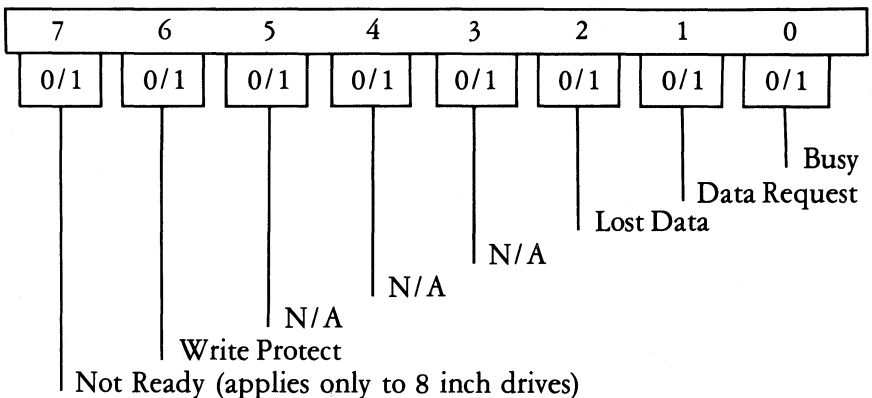 7 6 5 4 3 2 1 0
0/1 0/1 0/1 0/1 0/1 0/1 0/1 0/1
Busy
Data Request
Lost Data
N/A
N/A
N/A
Write Protect
Not Ready (applies only to 8 inch drives)